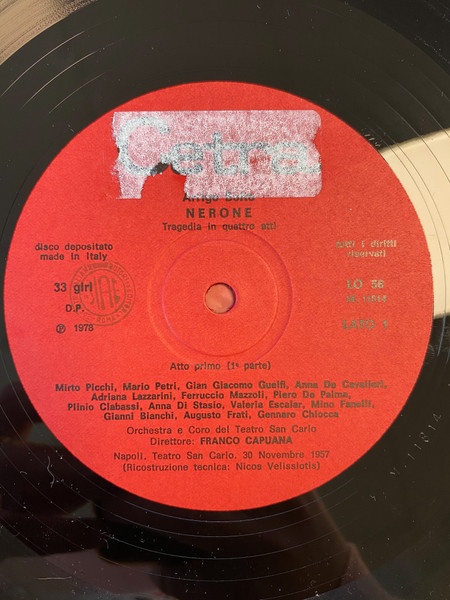 Cetra
Arrigo Boito
NERONE
Tragedia in quattro atti
disco depositato
made in Italy
tutti i diritti
riservati
33 giri
D.P.
℗ 1978
LO 56
LATO 1
Atto primo (1ª parte)
Mirto Picchi, Mario Petri, Gian Giacomo Guelfi, Anna De Cavalieri,
Adriana Lazzarini, Ferruccio Mazzoli, Piero De Palma,
Plinio Clabassi, Anna Di Stasio, Valeria Escalar, Mino Fanelli,
Gianni Bianchi, Augusto Frati, Gennaro Chiocca
Orchestra e Coro del Teatro San Carlo
Direttore: FRANCO CAPUANA
Napoli, Teatro San Carlo, 30 Novembre 1957
(Ricostruzione tecnica: Nicos Velissiotis)